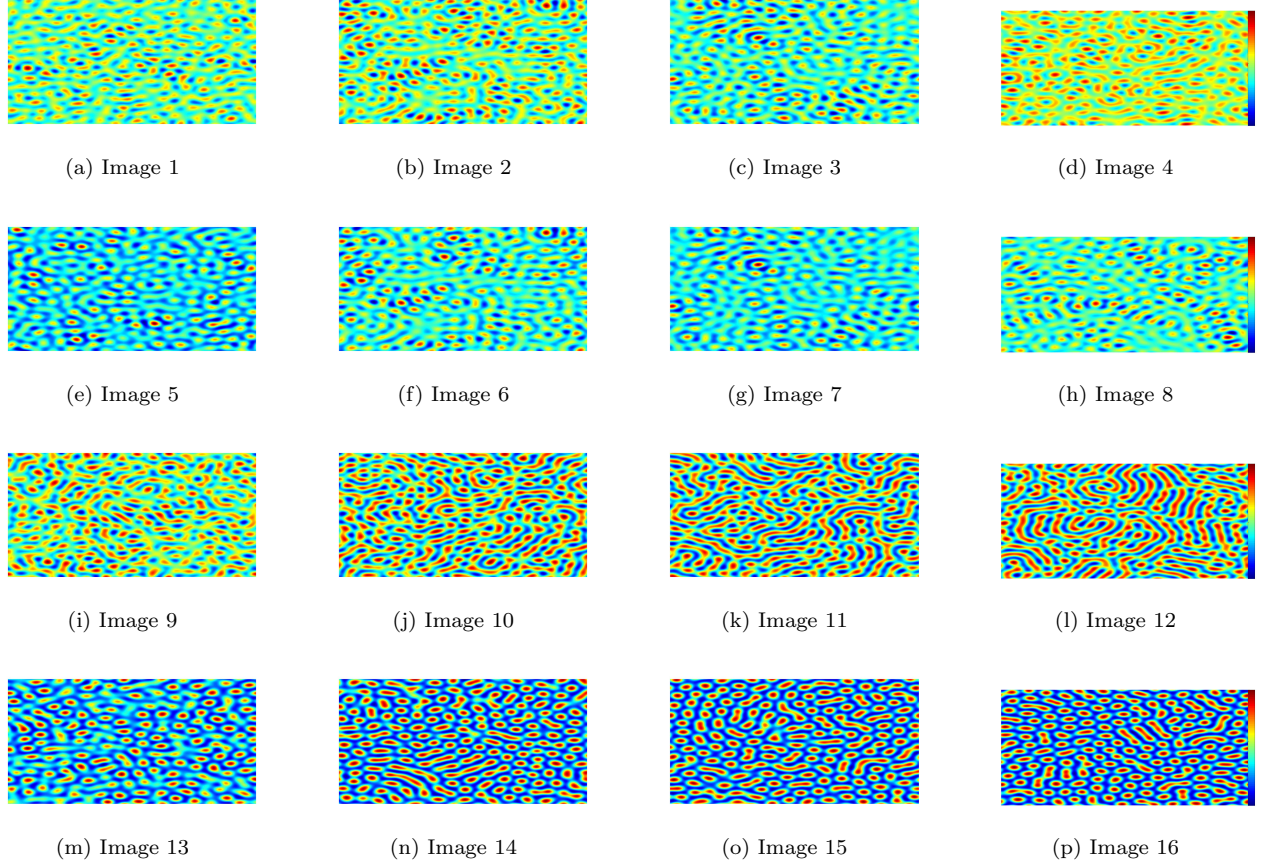 (a) Image 1
(b) Image 2
(c) Image 3
(d) Image 4
(e) Image 5
(f) Image 6
(g) Image 7
(h) Image 8
(i) Image 9
(j) Image 10
(k) Image 11
(l) Image 12
(m) Image 13
(n) Image 14
(o) Image 15
(p) Image 16